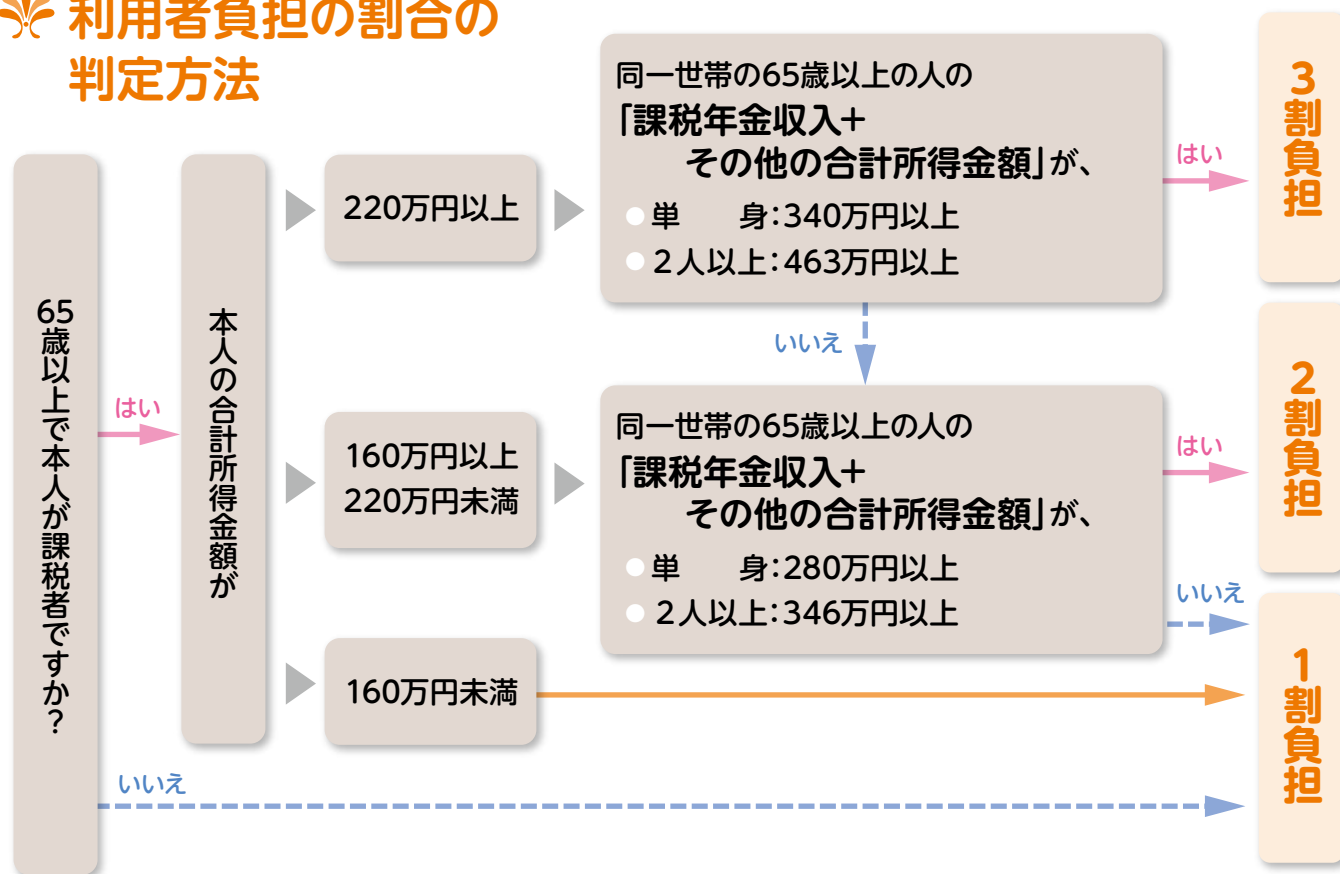 利用者負担の割合の
判定方法
65歳以上で本人が課税者ですか？
はい
いいえ
本人の合計所得金額が
220万円以上
同一世帯の65歳以上の人の
「課税年金収入＋
その他の合計所得金額」が、
●単　　身：340万円以上
●２人以上：463万円以上
はい
3割負担
いいえ
160万円以上
220万円未満
同一世帯の65歳以上の人の
「課税年金収入＋
その他の合計所得金額」が、
●単　　身：280万円以上
●２人以上：346万円以上
はい
2割負担
いいえ
160万円未満
1割負担